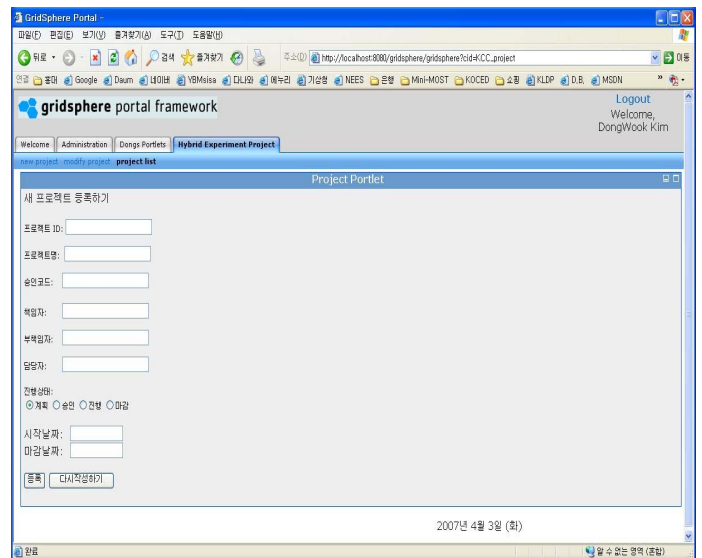 GridSphere Portal -
파일(F) 편집(E) 보기(V) 즐겨찾기(A) 도구(T) 도움말(H)
뒤로 검색 즐겨찾기 주소(D) http://localhost:8080/gridsphere/gridsphere?cid=KCC_project 이동
연결 홈대 Google Daum 네이버 YBMsisa 다나와 에누리 기상청 NEES 은행 Mini-MOST KOCED 쇼핑 KLDP D.B. MSDN »
gridsphere portal framework
Logout
Welcome,
DongWook Kim
Welcome Administration Dongs Portlets Hybrid Experiment Project
new project modify project project list
Project Portlet
새 프로젝트 등록하기
프로젝트 ID:
프로젝트명:
승인코드:
책임자:
부책임자:
담당자:
진행상태:
계획 승인 진행 마감
시작날짜:
마감날짜:
등록 다시작성하기
2007년 4월 3일 (화)
완료 알 수 없는 영역 (혼합)